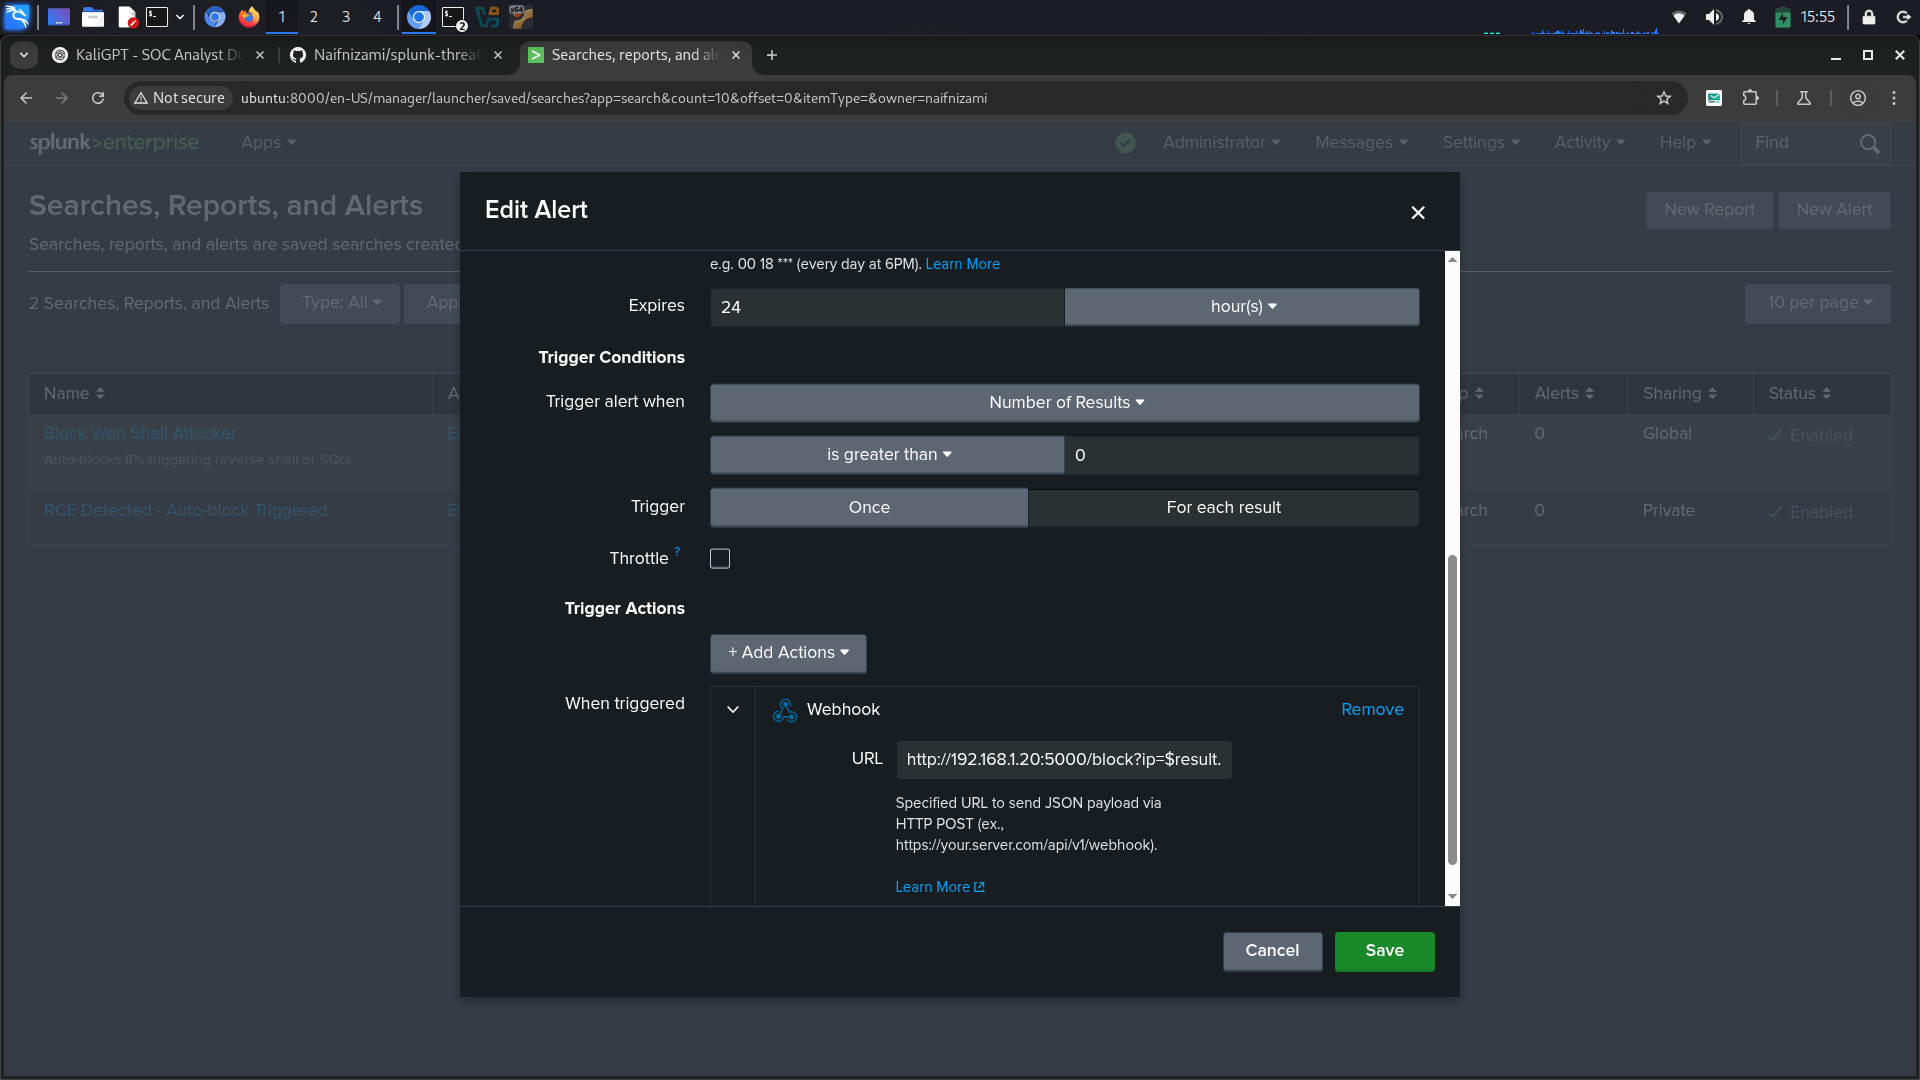 1 2 3 4
2
x64
15:55
KaliGPT - SOC Analyst Du
Naifnizami/splunk-threat
Searches, reports, and ale
Not secure
ubuntu:8000/en-US/manager/launcher/saved/searches?app=search&count=10&offset=0&itemType=&owner=naifnizami
splunk>enterprise Apps
Administrator Messages Settings Activity Help Find
Searches, Reports, and Alerts
New Report New Alert
Searches, reports, and alerts are saved searches created
2 Searches, Reports, and Alerts Type: All App
10 per page
Name A
p Alerts Sharing Status
Block Web Shell Attacker E
rch 0 Global Enabled
Auto-blocks IPs triggering reverse shell or SQLi
RCE Detected - Auto-block Triggered E
rch 0 Private Enabled
Edit Alert
e.g. 00 18 *** (every day at 6PM). Learn More
Expires 24 hour(s)
Trigger Conditions
Trigger alert when Number of Results
is greater than 0
Trigger Once For each result
Throttle ?
Trigger Actions
+ Add Actions
When triggered
Webhook Remove
URL http://192.168.1.20:5000/block?ip=$result.
Specified URL to send JSON payload via
HTTP POST (ex.,
https://your.server.com/api/v1/webhook).
Learn More
Cancel Save